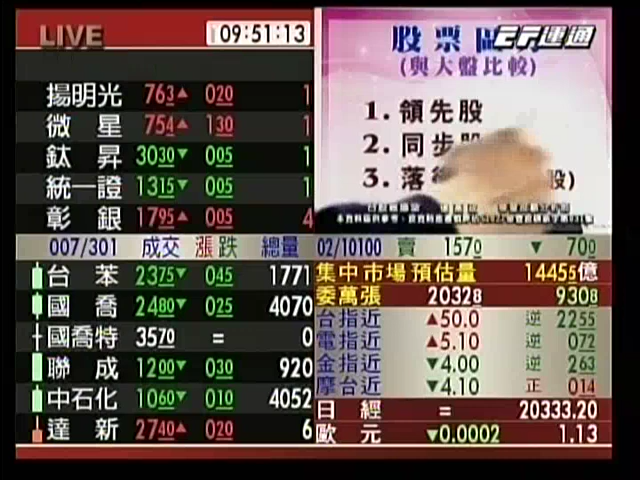 LIVE
09:51:13
揚明光 763▲ 020 1
微星 754▲ 130 1
鈦昇 3030▼ 005 1
統一證 1315▼ 005 1
彰銀 1795▲ 005 4
007/301 成交 漲跌 總量
台苯 2375▼ 045 1771
國喬 2480▼ 025 4070
國喬特 3570 = 0
聯成 1200▼ 030 920
中石化 1060▼ 010 4052
達新 2740▲ 020 6
股票
運通
(與大盤比較)
1. 領先股
2. 同步股
3. 落 股)
02/10100 賣 1570 ▼ 700
集中市場預估量 14455億
委萬張 20328 9308
台指近 ▲50.0 逆 2255
電指近 ▲5.10 逆 072
金指近 ▼4.00 逆 263
摩台近 ▼4.10 正 014
日經 = 20333.20
歐元 ▼0.0002 1.13